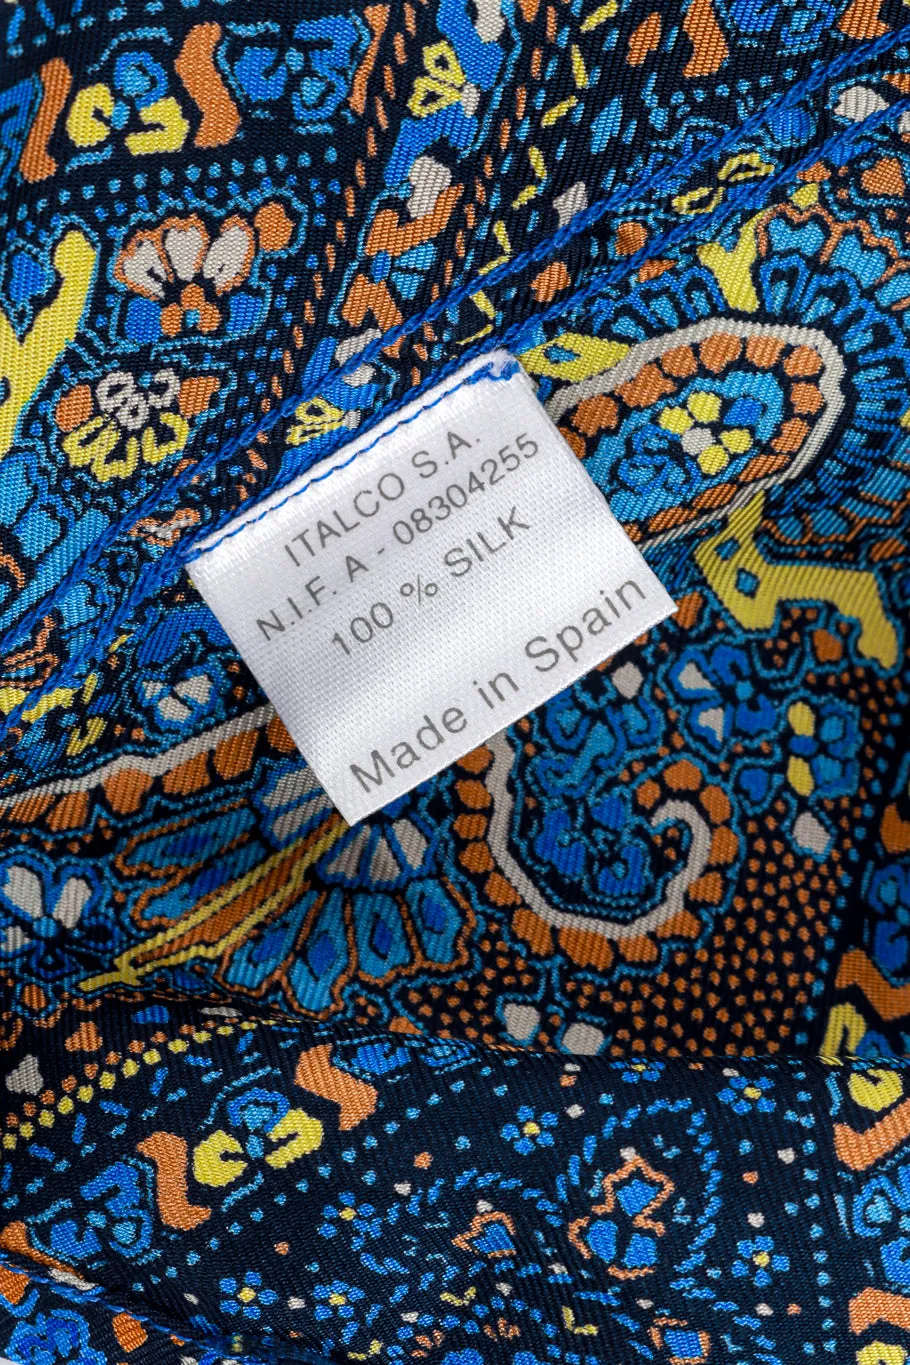 ITALCO S.A.
N.I.F. A - 08304255
100 % SILK
Made in Spain